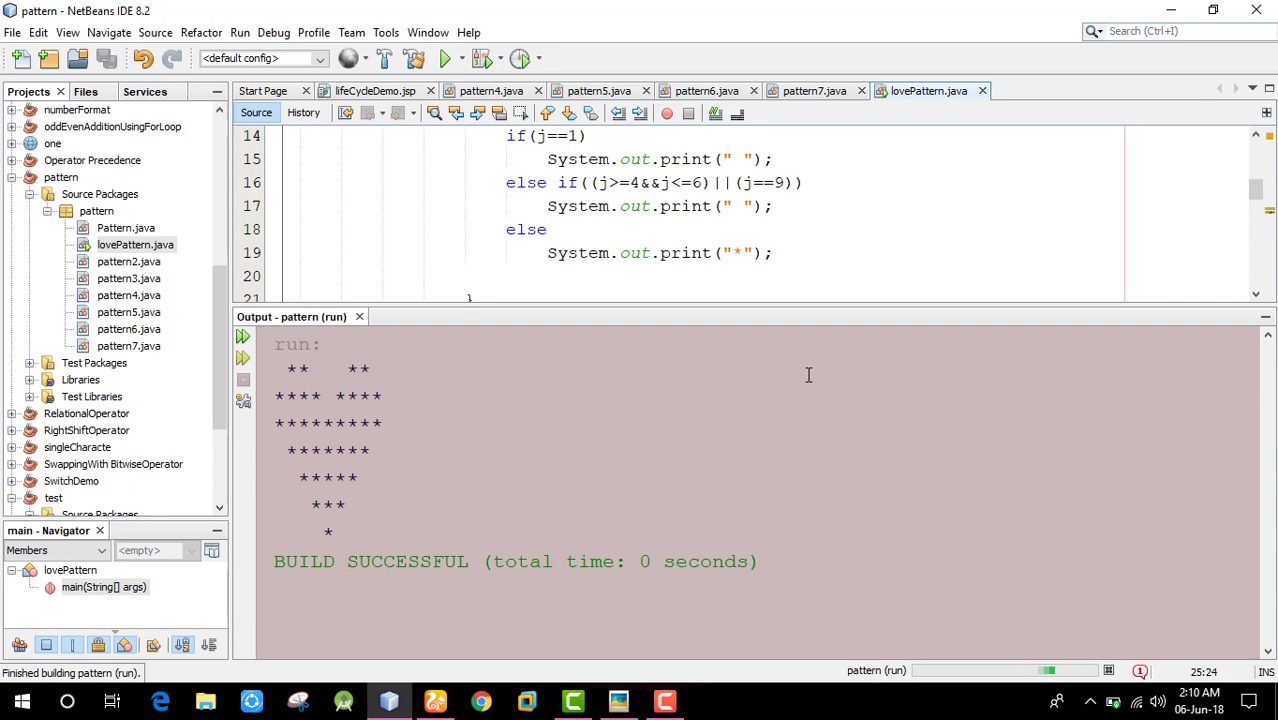 pattern - NetBeans IDE 8.2
File Edit View Navigate Source Refactor Run Debug Profile Team Tools Window Help
Search (Ctrl+I)
<default config>
Projects Files Services
Start Page lifeCycleDemo.jsp pattern4.java pattern5.java pattern6.java pattern7.java lovePattern.java
Source History
numberFormat
oddEvenAdditionUsingForLoop
one
Operator Precedence
pattern
Source Packages
pattern
Pattern.java
lovePattern.java
pattern2.java
pattern3.java
pattern4.java
pattern5.java
pattern6.java
pattern7.java
Test Packages
Libraries
Test Libraries
RelationalOperator
RightShiftOperator
singleCharacte
SwappingWith BitwiseOperator
SwitchDemo
test
Source Packages
14 if(j==1)
15 System.out.print(" ");
16 else if((j>=4&&j<=6)||(j==9))
17 System.out.print(" ");
18 else
19 System.out.print("*");
20
21 }
Output - pattern (run)
run:
 **   **
**** ****
*********
 *******
  *****
   ***
    *
BUILD SUCCESSFUL (total time: 0 seconds)
main - Navigator
Members <empty>
lovePattern
main(String[] args)
Finished building pattern (run).
pattern (run)
1
25:24
INS
2:10 AM
06-Jun-18